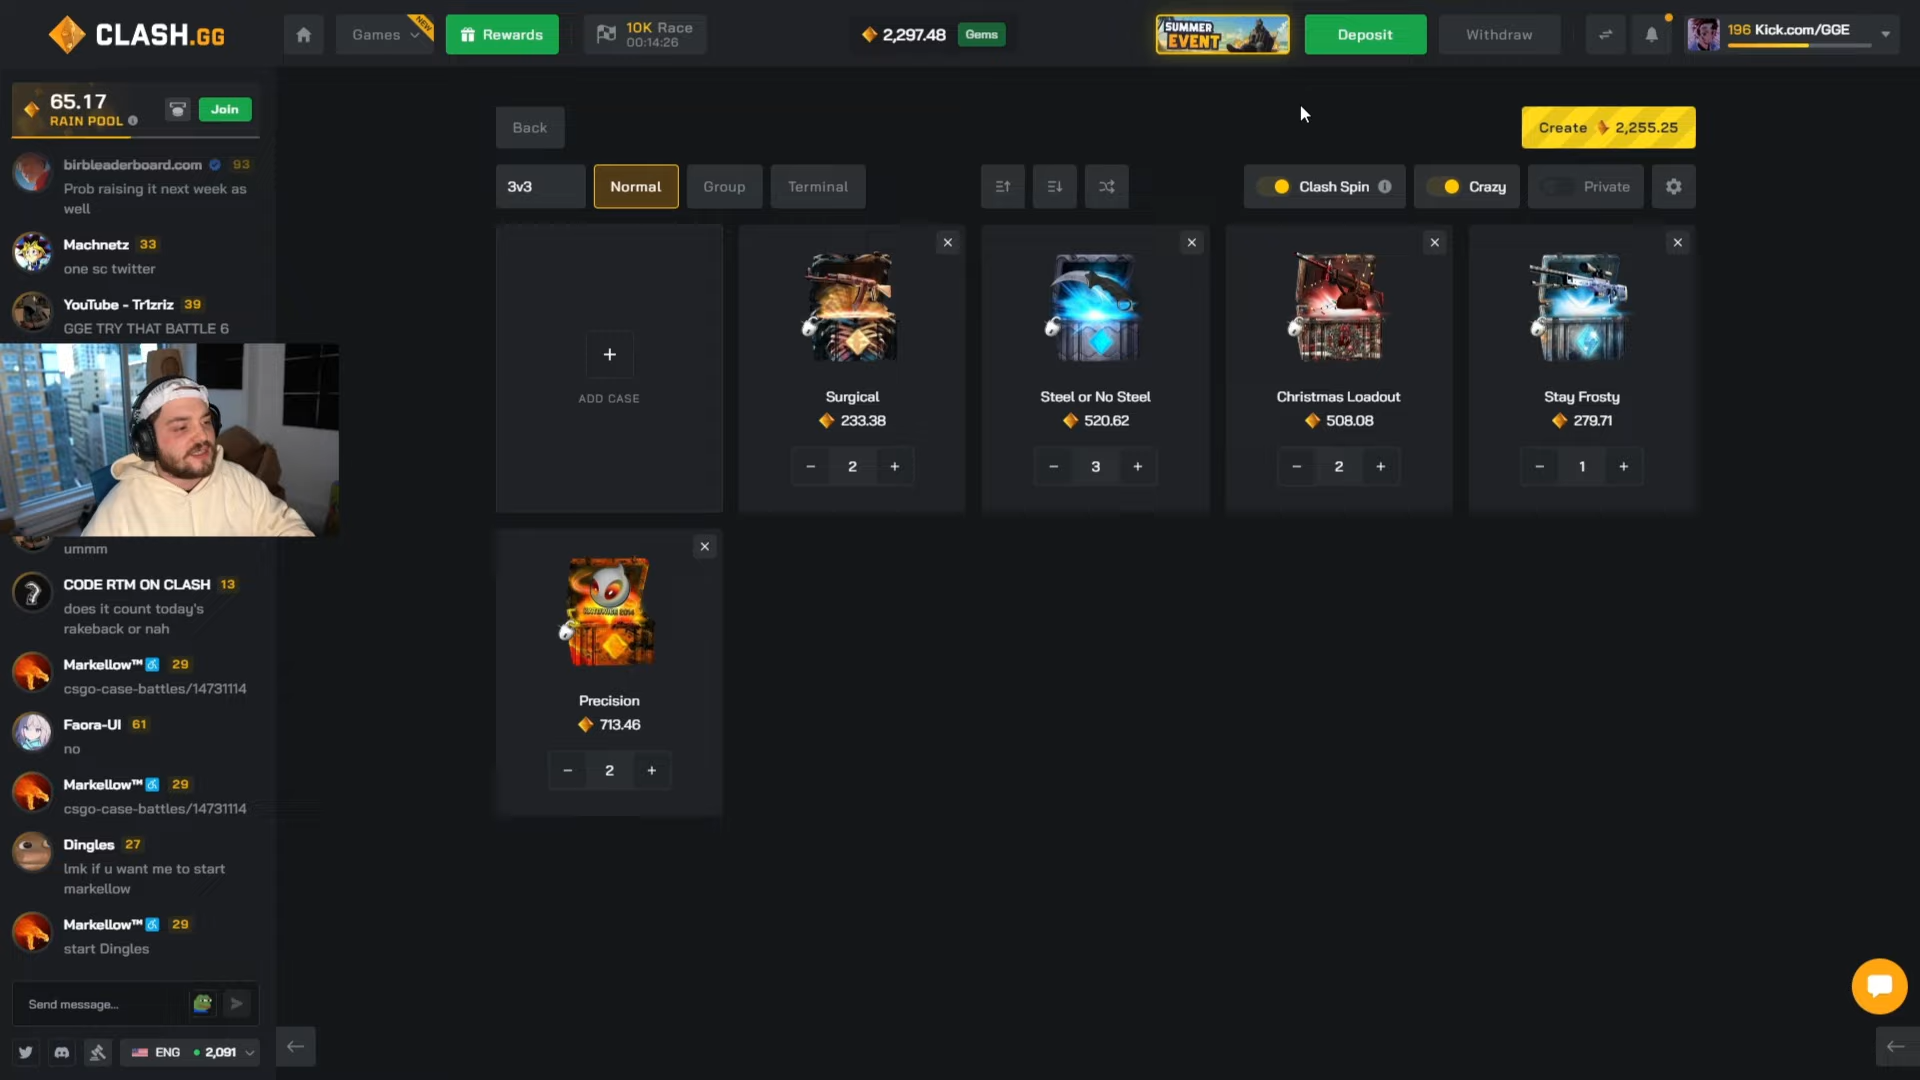 CLASH.GG
Games
NEW
Rewards
10K Race
00:14:26
2,297.48
Gems
SUMMER
EVENT
Deposit
Withdraw
196 Kick.com/GGE
65.17
RAIN POOL
Join
birbleaderboard.com 93
Prob raising it next week as
well
Machnetz 33
one sc twitter
YouTube - Tr1zriz 39
GGE TRY THAT BATTLE 6
ummm
CODE RTM ON CLASH 13
does it count today's
rakeback or nah
Markellow™ 29
csgo-case-battles/14731114
Faora-UI 61
no
Markellow™ 29
csgo-case-battles/14731114
Dingles 27
lmk if u want me to start
markellow
Markellow™ 29
start Dingles
Send message...
ENG 2,091
Back
Create 2,255.25
3v3
Normal
Group
Terminal
Clash Spin
Crazy
Private
ADD CASE
Surgical
233.38
2
Steel or No Steel
520.62
3
Christmas Loadout
508.08
2
Stay Frosty
279.71
1
Precision
713.46
2